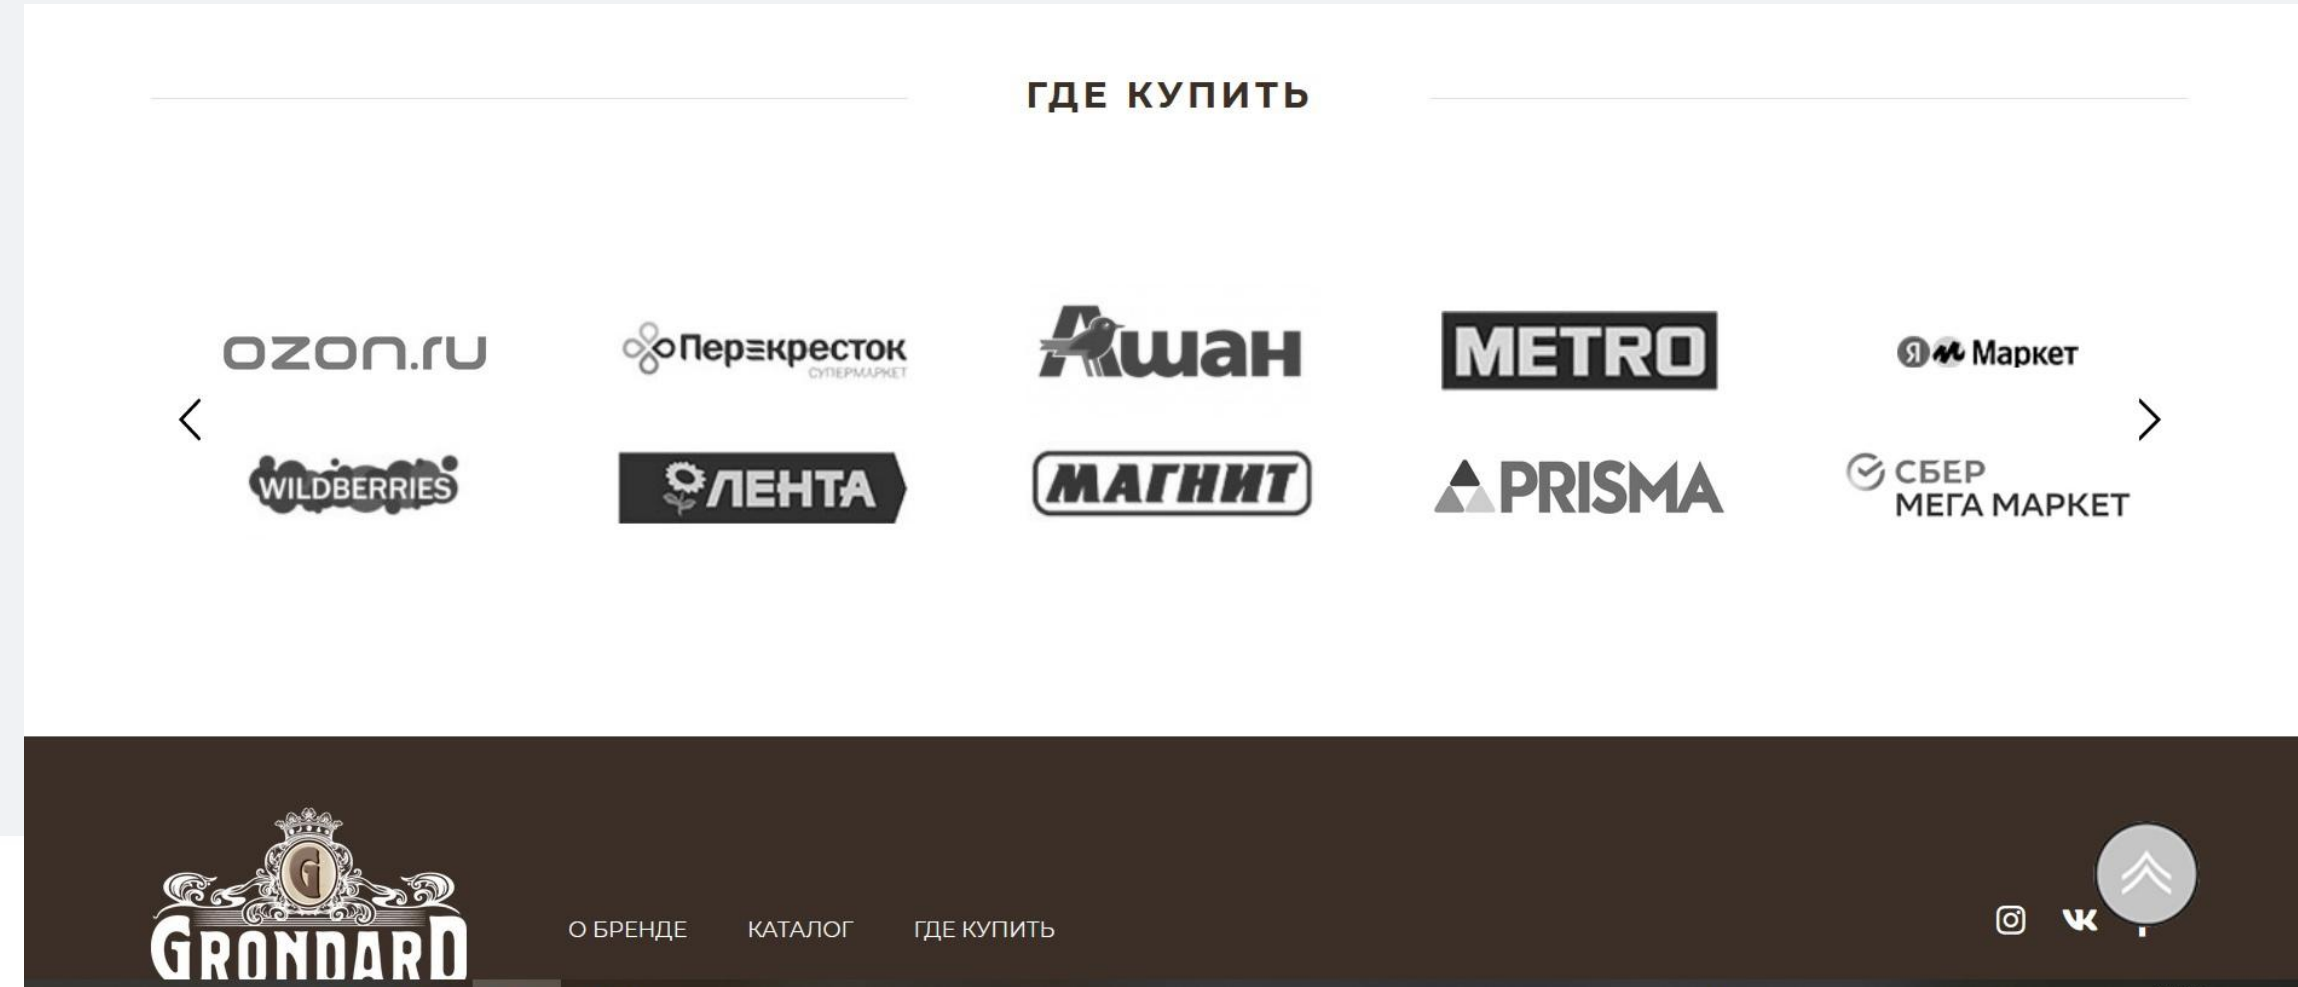 ГДЕ КУПИТЬ
ozon.ru
Перекресток
СУПЕРМАРКЕТ
Ашан
METRO
Я М Маркет
WILDBERRIES
ЛЕНТА
МАГНИТ
PRISMA
СБЕР
МЕГА МАРКЕТ
G
GRONDARD
О БРЕНДЕ
КАТАЛОГ
ГДЕ КУПИТЬ